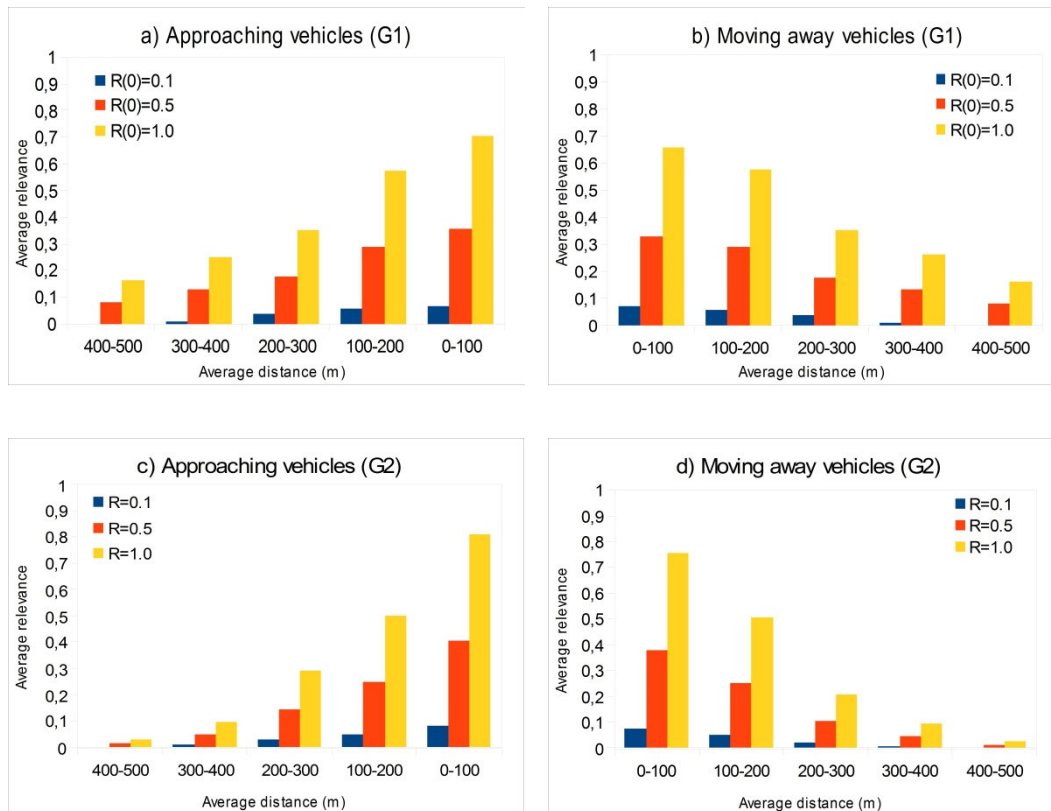 a) Approaching vehicles (G1)
1
0,9
0,8
0,7
0,6
0,5
0,4
0,3
0,2
0,1
0
R(0)=0.1
R(0)=0.5
R(0)=1.0
Average relevance
400-500 300-400 200-300 100-200 0-100
Average distance (m)
b) Moving away vehicles (G1)
1
0,9
0,8
0,7
0,6
0,5
0,4
0,3
0,2
0,1
0
R(0)=0.1
R(0)=0.5
R(0)=1.0
Average relevance
0-100 100-200 200-300 300-400 400-500
Average distance (m)
c) Approaching vehicles (G2)
1
0,9
0,8
0,7
0,6
0,5
0,4
0,3
0,2
0,1
0
R=0.1
R=0.5
R=1.0
Average relevance
400-500 300-400 200-300 100-200 0-100
Average distance (m)
d) Moving away vehicles (G2)
1
0,9
0,8
0,7
0,6
0,5
0,4
0,3
0,2
0,1
0
R=0.1
R=0.5
R=1.0
Average relevance
0-100 100-200 200-300 300-400 400-500
Average distance (m)